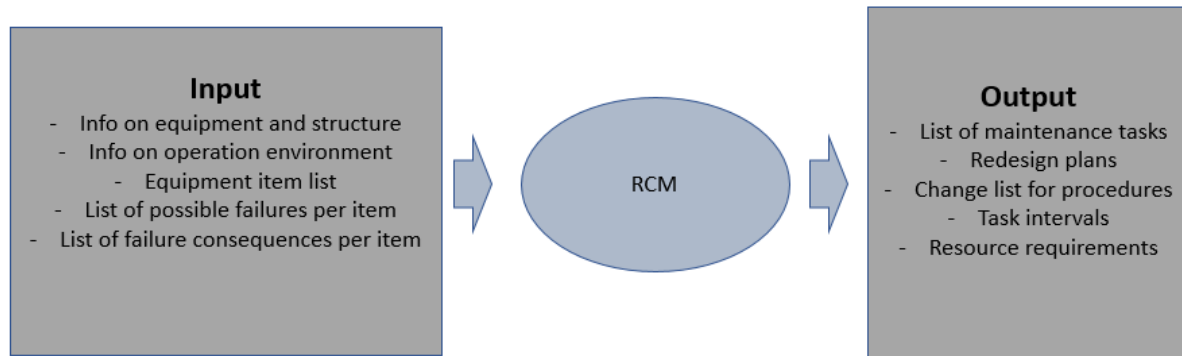 Input
- Info on equipment and structure
- Info on operation environment
- Equipment item list
- List of possible failures per item
- List of failure consequences per item
RCM
Output
- List of maintenance tasks
- Redesign plans
- Change list for procedures
- Task intervals
- Resource requirements